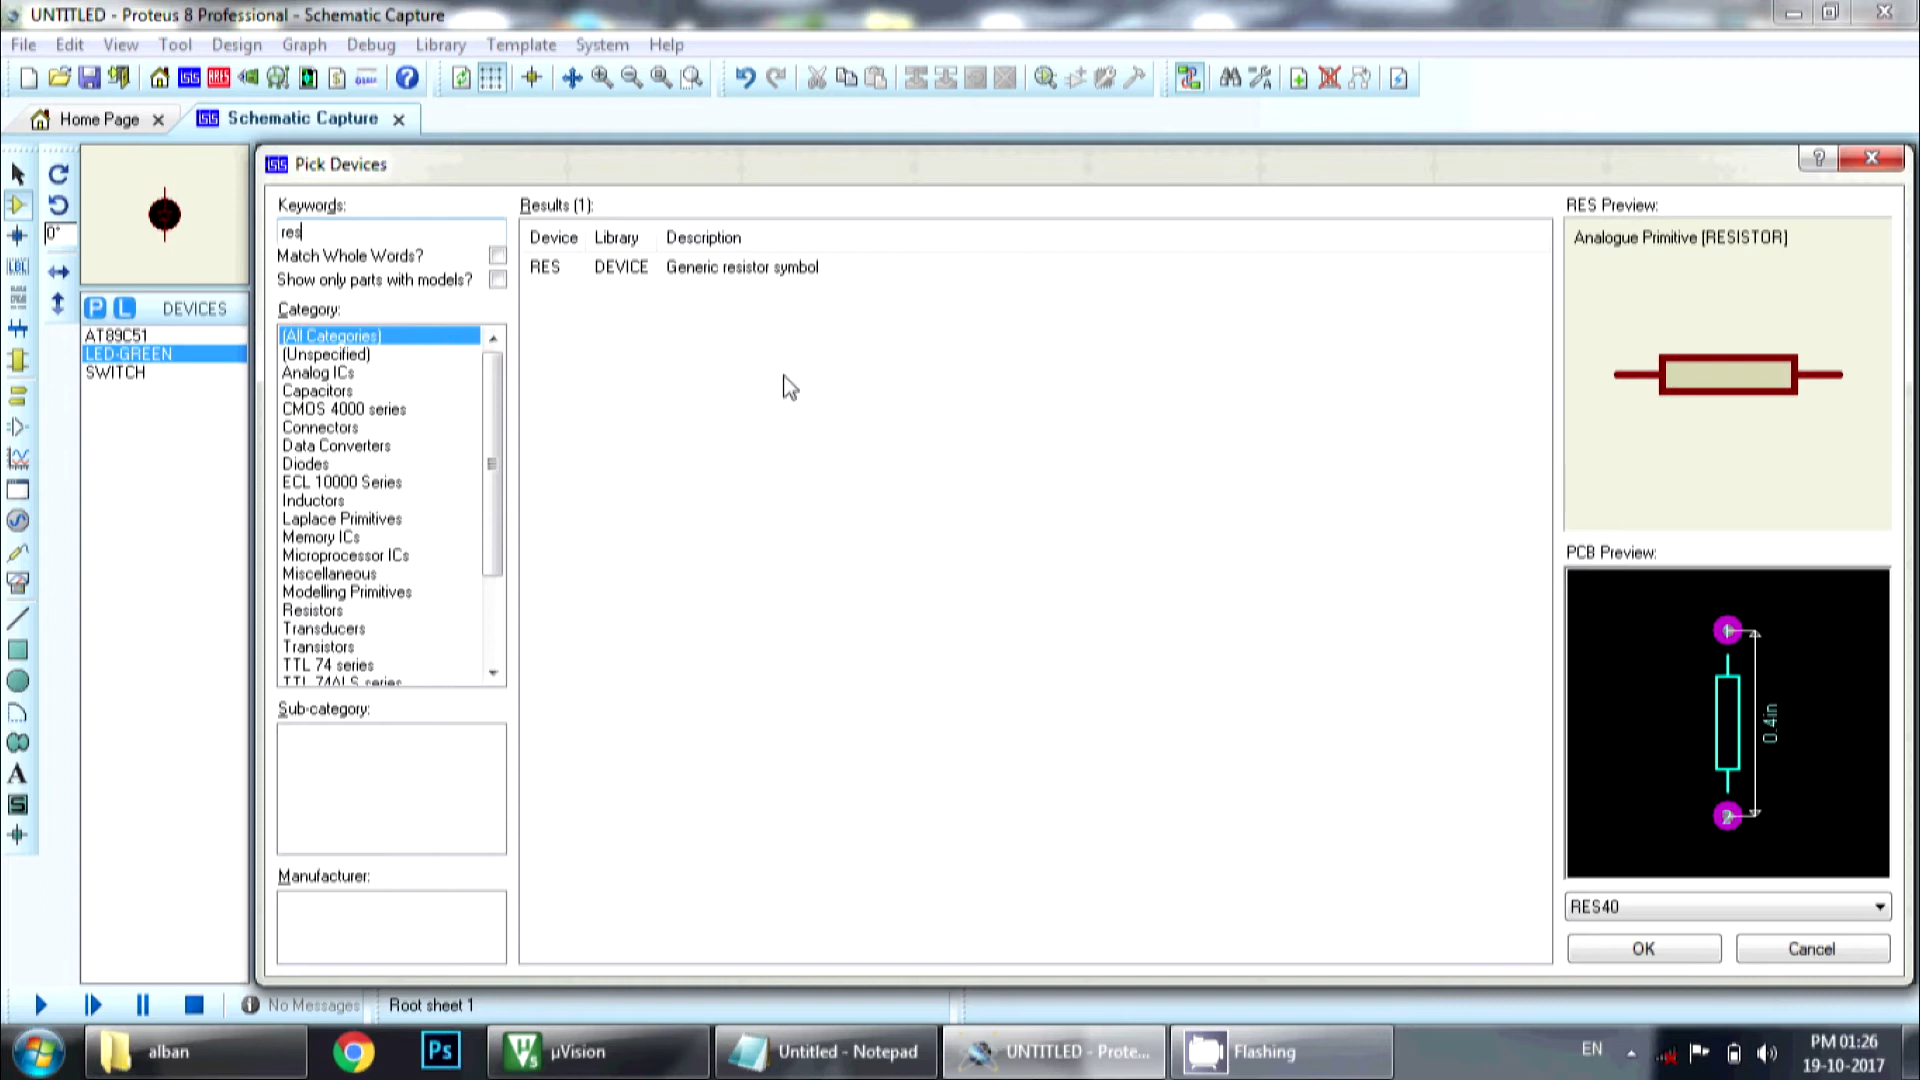 UNTITLED - Proteus 8 Professional - Schematic Capture
File Edit View Tool Design Graph Debug Library Template System Help
Home Page Schematic Capture
Pick Devices
Keywords:
res
Match Whole Words?
Show only parts with models?
Category:
(All Categories)
(Unspecified)
Analog ICs
Capacitors
CMOS 4000 series
Connectors
Data Converters
Diodes
ECL 10000 Series
Inductors
Laplace Primitives
Memory ICs
Microprocessor ICs
Miscellaneous
Modelling Primitives
Resistors
Transducers
Transistors
TTL 74 series
TTL 74ALS series
Sub-category:
Manufacturer:
Results (1):
Device Library Description
RES DEVICE Generic resistor symbol
RES Preview:
Analogue Primitive [RESISTOR]
PCB Preview:
0.4in
2
RES40
OK Cancel
0°
LBL
P L DEVICES
AT89C51
LED-GREEN
SWITCH
A
S
No Messages Root sheet 1
alban
Ps
µVision
Untitled - Notepad
UNTITLED - Prote...
Flashing
EN
PM 01:26
19-10-2017